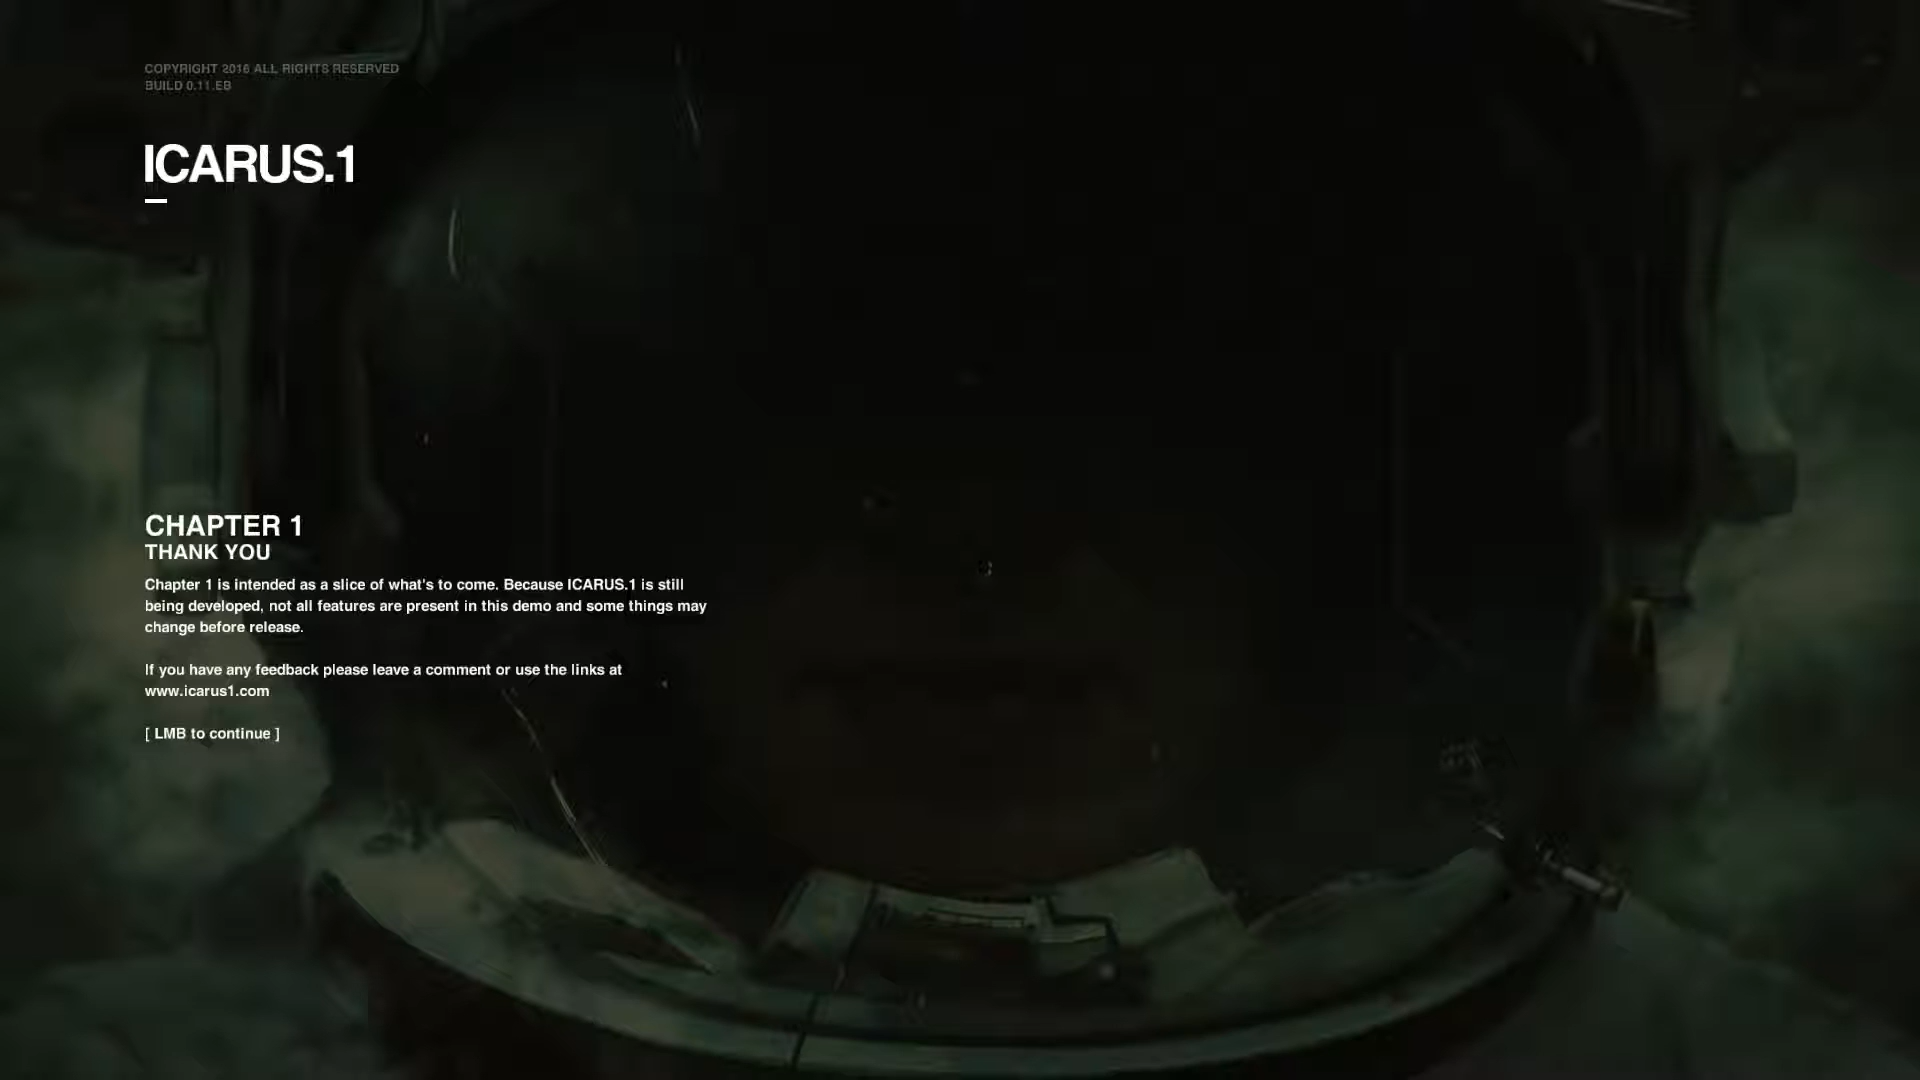 COPYRIGHT 2016 ALL RIGHTS RESERVED
BUILD 0.11.EB
ICARUS.1
CHAPTER 1
THANK YOU
Chapter 1 is intended as a slice of what's to come. Because ICARUS.1 is still
being developed, not all features are present in this demo and some things may
change before release.
If you have any feedback please leave a comment or use the links at
www.icarus1.com
[ LMB to continue ]